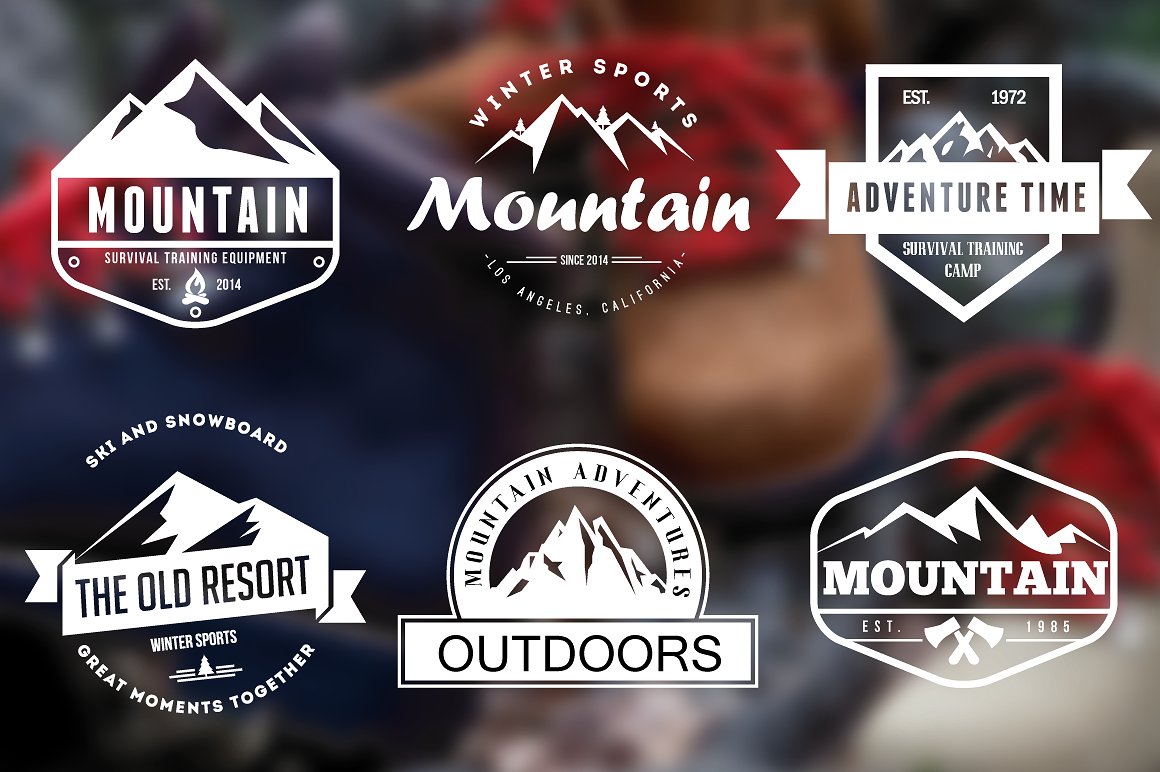 MOUNTAIN
SURVIVAL TRAINING EQUIPMENT
EST. 2014
WINTER SPORTS
Mountain
SINCE 2014
-LOS ANGELES, CALIFORNIA-
EST. 1972
ADVENTURE TIME
SURVIVAL TRAINING
CAMP
SKI AND SNOWBOARD
THE OLD RESORT
WINTER SPORTS
GREAT MOMENTS TOGETHER
MOUNTAIN ADVENTURES
OUTDOORS
MOUNTAIN
EST. 1985